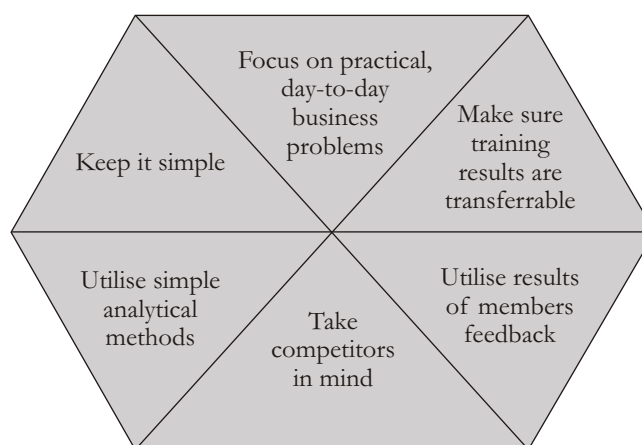 Focus on practical,
day-to-day
business
problems
Make sure
training
results are
transferrable
Keep it simple
Utilise simple
analytical
methods
Take
competitors
in mind
Utilise results
of members
feedback